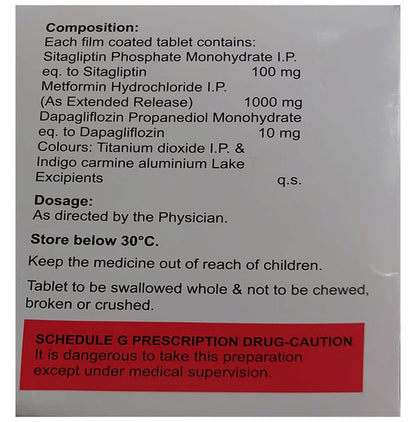 Composition:
Each film coated tablet contains:
Sitagliptin Phosphate Monohydrate I.P.
eq. to Sitagliptin 100 mg
Metformin Hydrochloride I.P.
(As Extended Release) 1000 mg
Dapagliflozin Propanediol Monohydrate
eq. to Dapagliflozin 10 mg
Colours: Titanium dioxide I.P. &
Indigo carmine aluminium Lake
Excipients q.s.
Dosage:
As directed by the Physician.
Store below 30°C.
Keep the medicine out of reach of children.
Tablet to be swallowed whole & not to be chewed,
broken or crushed.
SCHEDULE G PRESCRIPTION DRUG-CAUTION
It is dangerous to take this preparation
except under medical supervision.